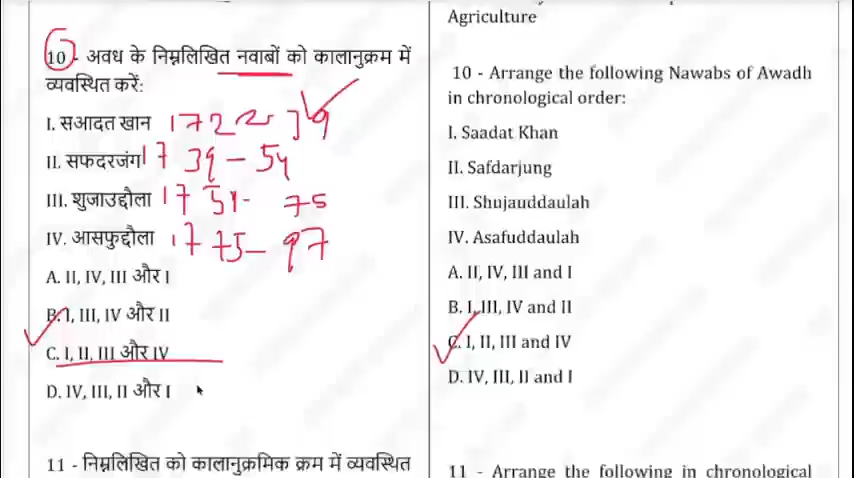 10 - अवध के निम्नलिखित नवाबों को कालानुक्रम में
व्यवस्थित करें:
I. सआदत खान 1722- 39
II. सफदरजंग 1739 - 54
III. शुजाउद्दौला 1754- 75
IV. आसफुद्दौला 1775- 97
A. II, IV, III और I
B. I, III, IV और II
C. I, II, III और IV
D. IV, III, II और I
11 - निम्नलिखित को कालानुक्रमिक क्रम में व्यवस्थित
Agriculture
10 - Arrange the following Nawabs of Awadh
in chronological order:
I. Saadat Khan
II. Safdarjung
III. Shujauddaulah
IV. Asafuddaulah
A. II, IV, III and I
B. I, III, IV and II
C. I, II, III and IV
D. IV, III, II and I
11 - Arrange the following in chronological